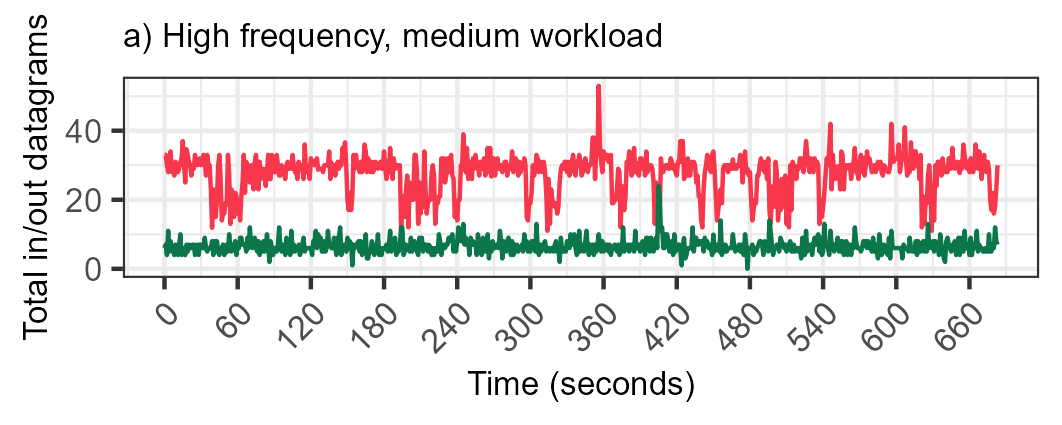 a) High frequency, medium workload
Total in/out datagrams
40
20
0
0 60 120 180 240 300 360 420 480 540 600 660
Time (seconds)